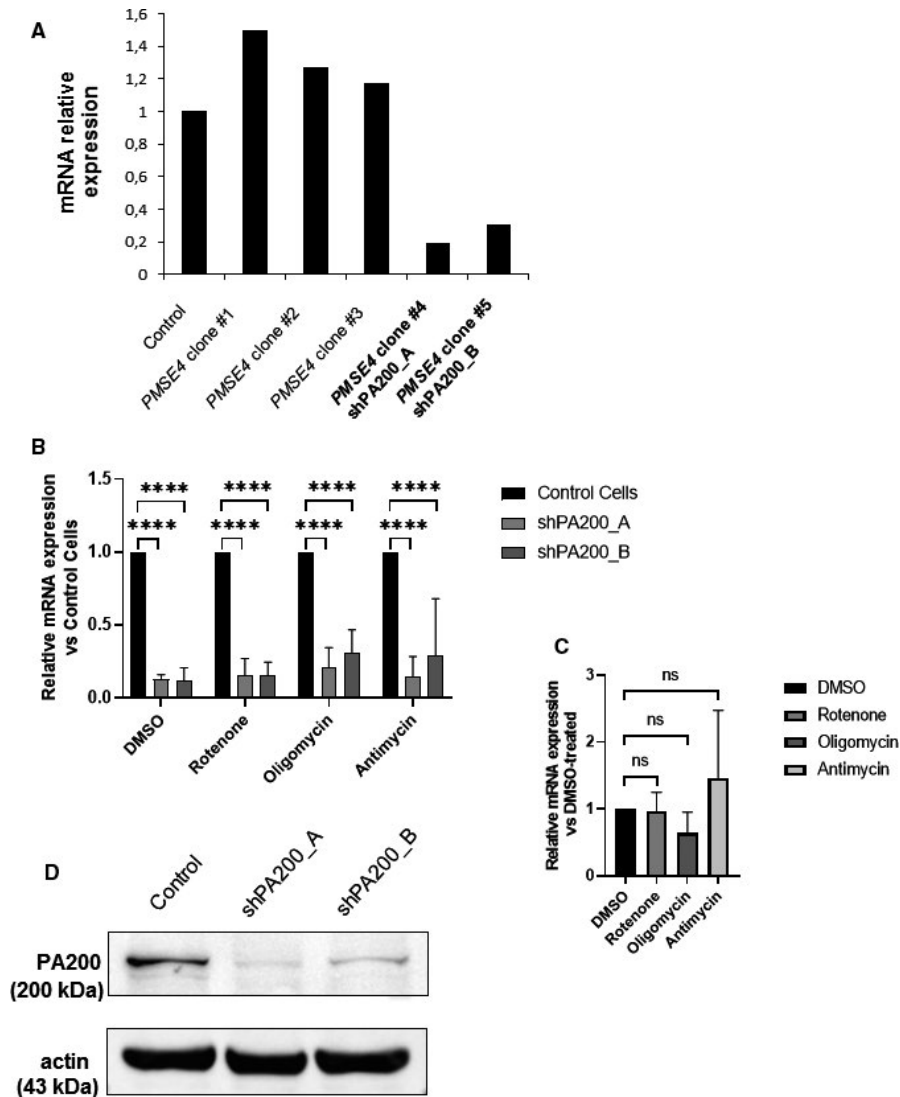 A
mRNA relative
expression
1,6
1,4
1,2
1
0,8
0,6
0,4
0,2
0
Control
PMSE4 clone #1
PMSE4 clone #2
PMSE4 clone #3
PMSE4 clone #4
shPA200_A
PMSE4 clone #5
shPA200_B
B
Relative mRNA expression
vs Control Cells
1.5
1.0
0.5
0.0
**** **** **** ****
**** **** **** ****
DMSO
Rotenone
Oligomycin
Antimycin
Control Cells
shPA200_A
shPA200_B
C
Relative mRNA expression
vs DMSO-treated
3
2
1
0
ns
ns
ns
DMSO
Rotenone
Oligomycin
Antimycin
DMSO
Rotenone
Oligomycin
Antimycin
D
Control
shPA200_A
shPA200_B
PA200
(200 kDa)
actin
(43 kDa)